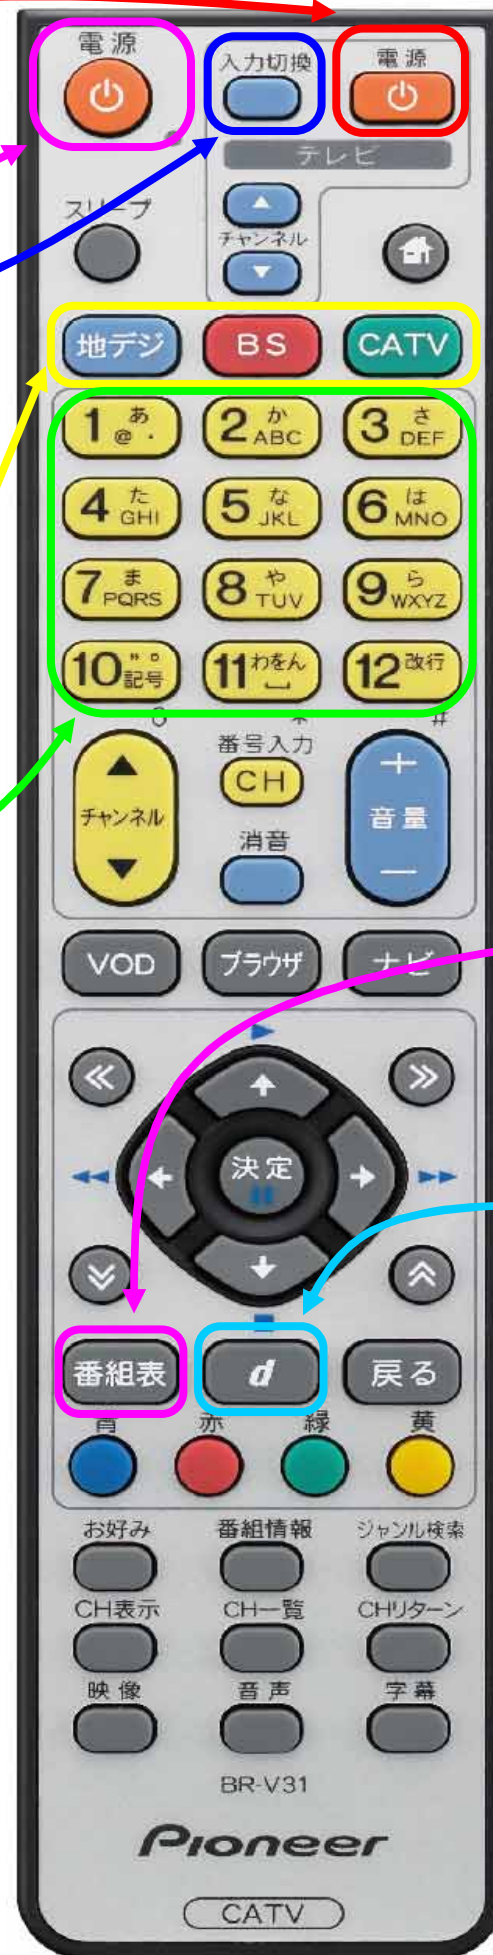 電源
入力切換
電源
テレビ
スリープ
チャンネル
地デジ BS CATV
1 あ @ . 2 か ABC 3 さ DEF
4 た GHI 5 な JKL 6 は MNO
7 ま PQRS 8 や TUV 9 ら WXYZ
10 ゛゜ 記号 11 わをん ␣ 12 改行
0 * #
番号入力
CH
チャンネル
消音
+
音量
−
VOD ブラウザ ナビ
決定
番組表 d 戻る
青 赤 緑 黄
お好み 番組情報 ジャンル検索
CH表示 CH一覧 CHリターン
映像 音声 字幕
BR-V31
Pioneer
CATV